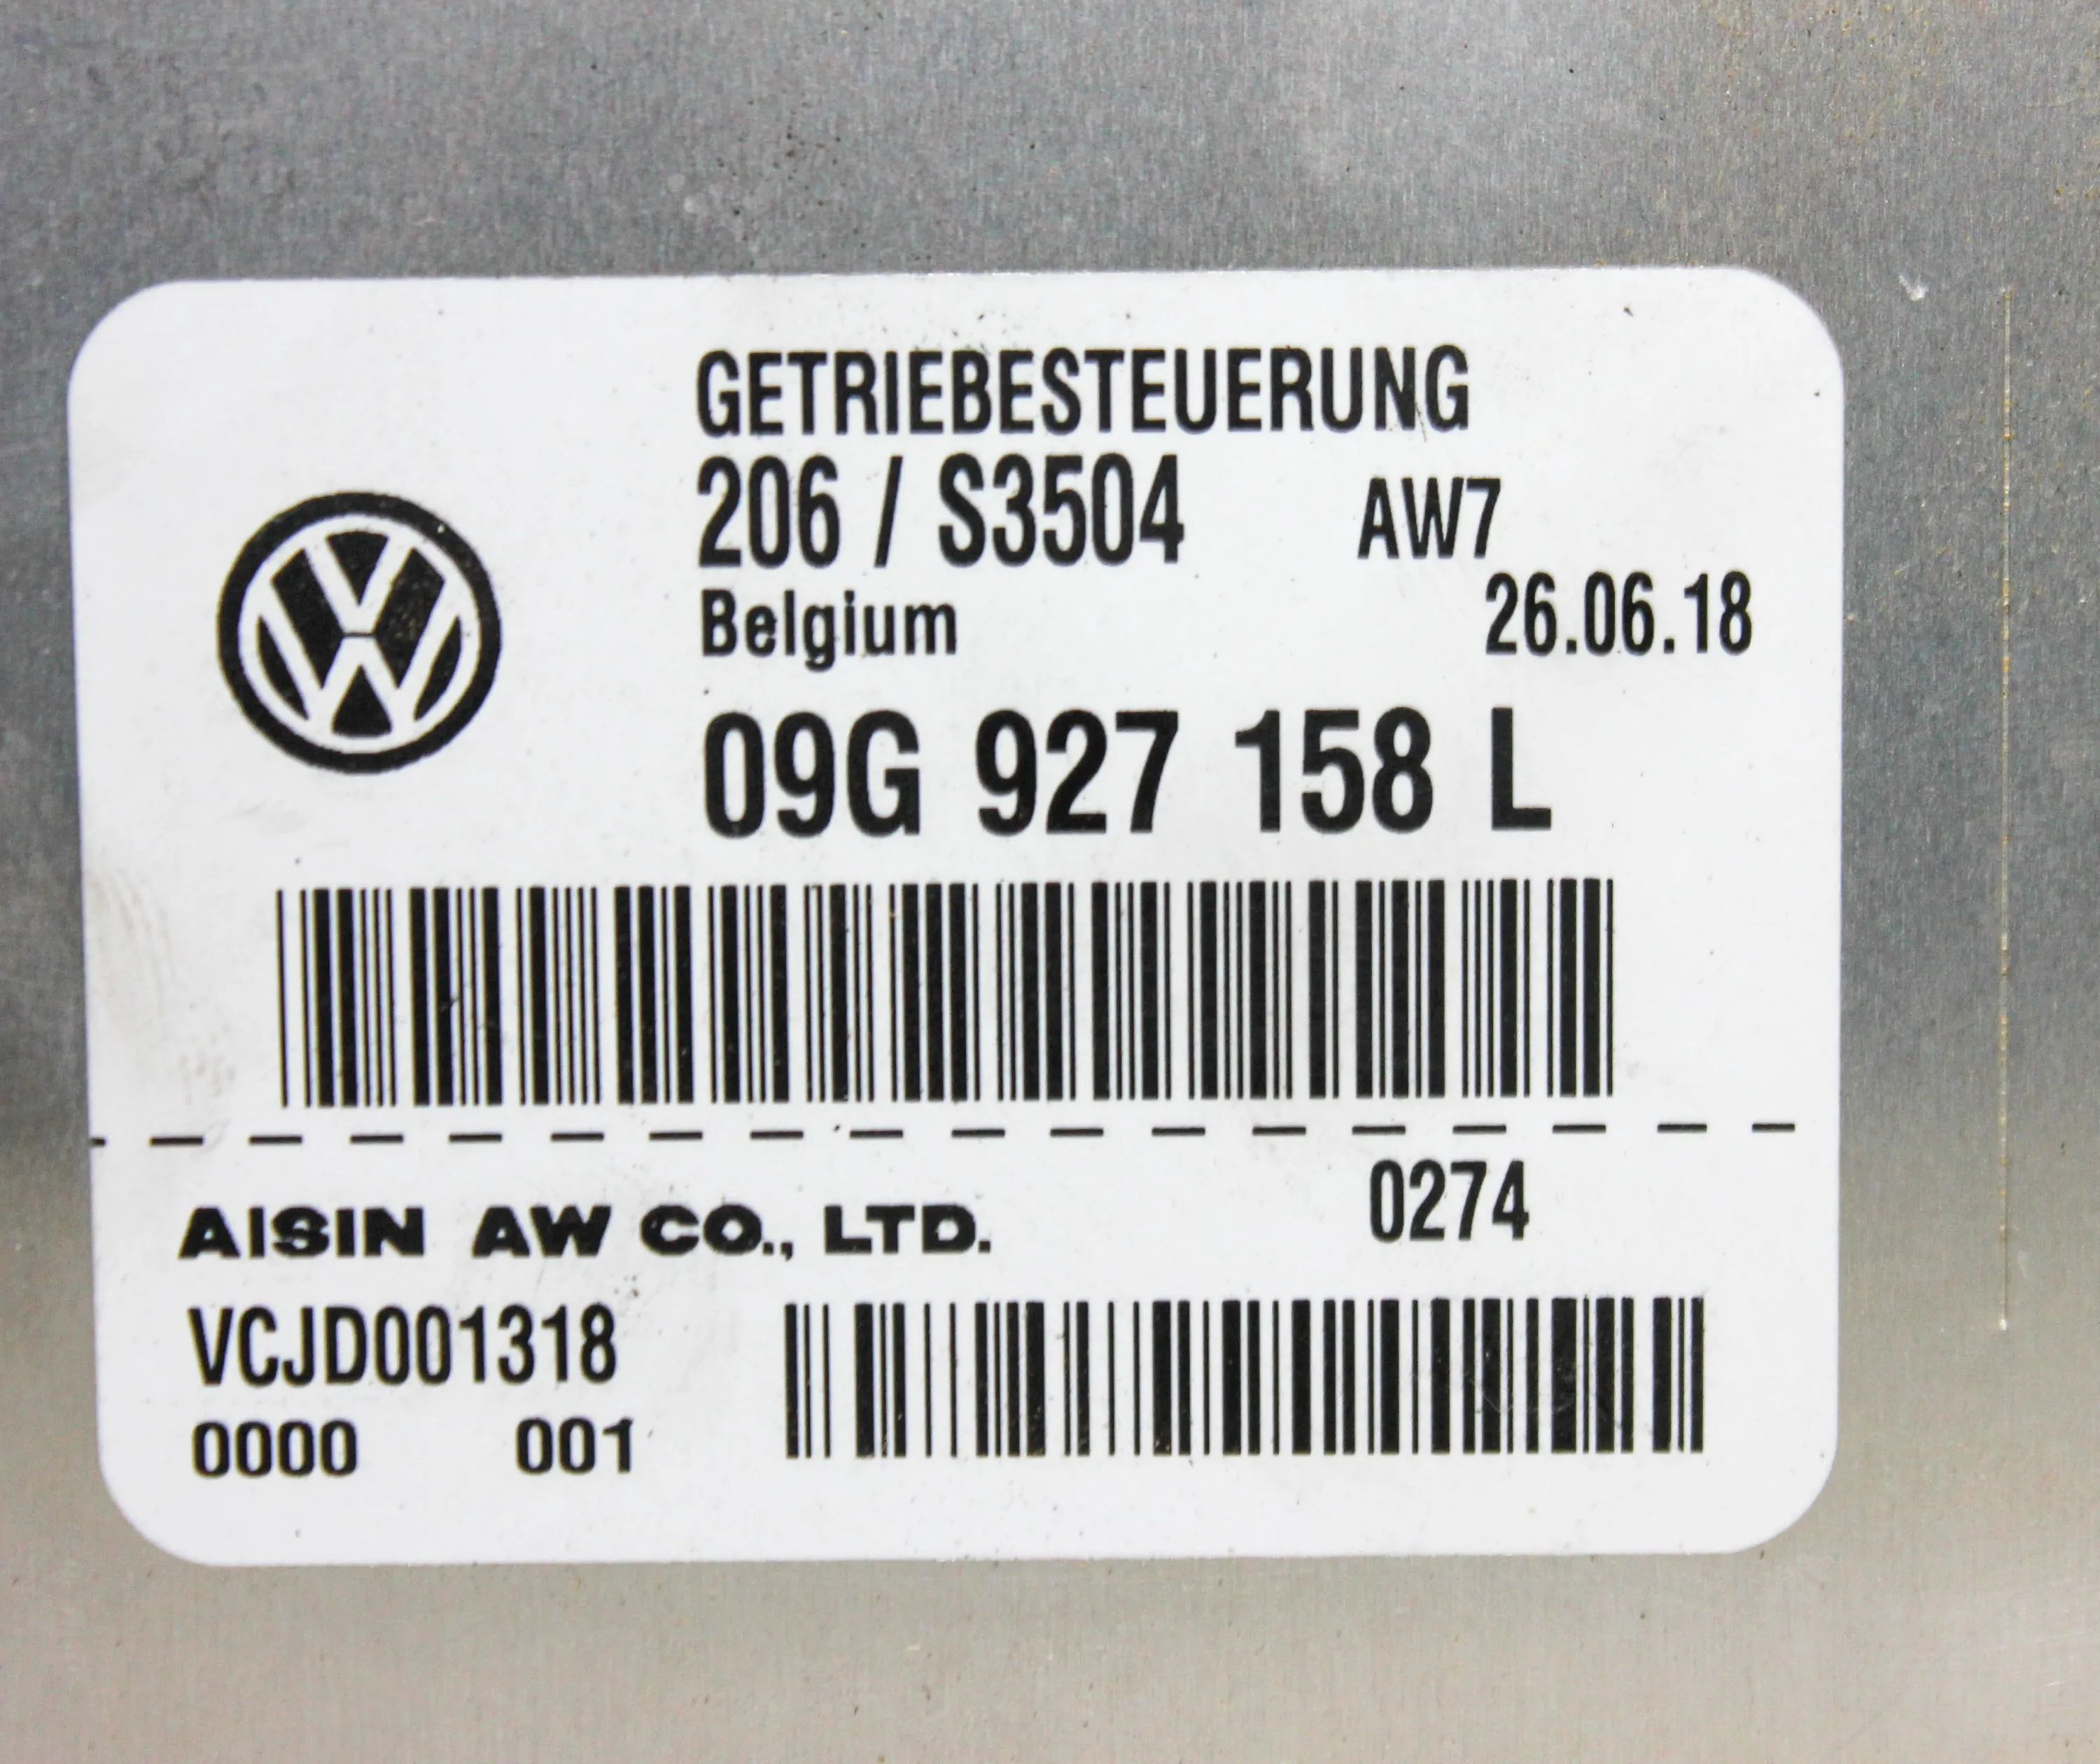 GETRIEBESTEUERUNG
206 / S3504 AW7
Belgium 26.06.18
09G 927 158 L
AISIN AW CO., LTD. 0274
VCJD001318
0000 001